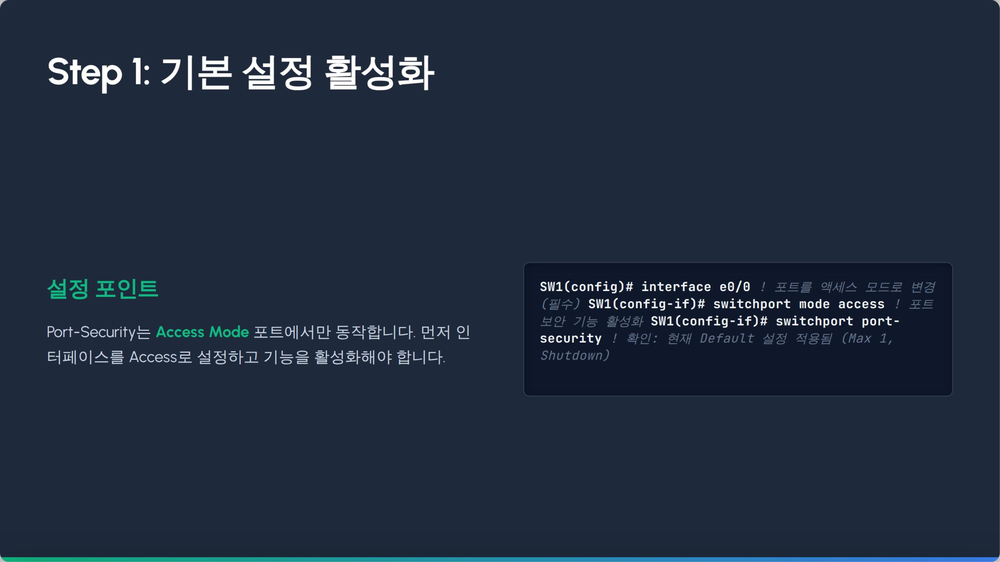 Step 1: 기본 설정 활성화
설정 포인트
Port-Security는 Access Mode 포트에서만 동작합니다. 먼저 인
터페이스를 Access로 설정하고 기능을 활성화해야 합니다.
SW1(config)# interface e0/0 ! 포트를 액세스 모드로 변경
(필수) SW1(config-if)# switchport mode access ! 포트
보안 기능 활성화 SW1(config-if)# switchport port-
security ! 확인: 현재 Default 설정 적용됨 (Max 1,
Shutdown)